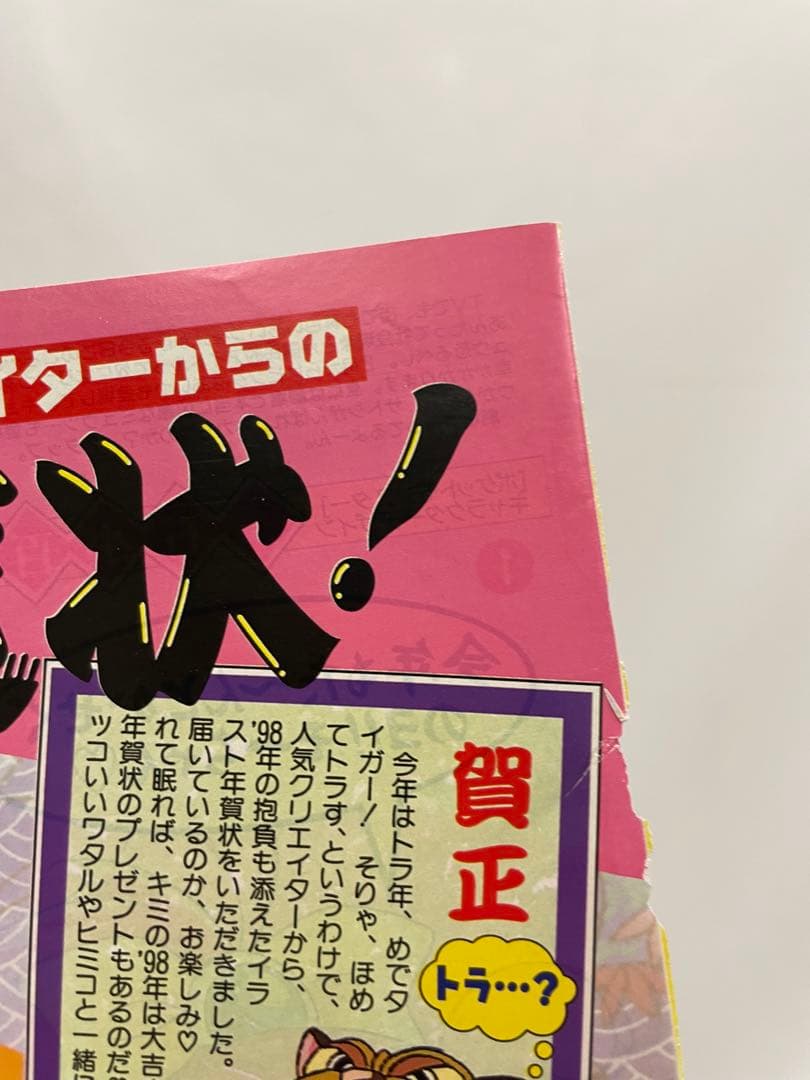 イターからの
状!
賀正
今年はトラ年、めでタ
イガー! そりゃ、ほめ
てトラす、というわけで、
人気クリエイターから、
'98年の抱負も添えたイラ
スト年賀状をいただきました。
届いているのか、お楽しみ♡
れて眠れば、キミの'98年は大吉
年賀状のプレゼントもあるのだ
ツコいいワタルやヒミコと一緒に
トラ…?